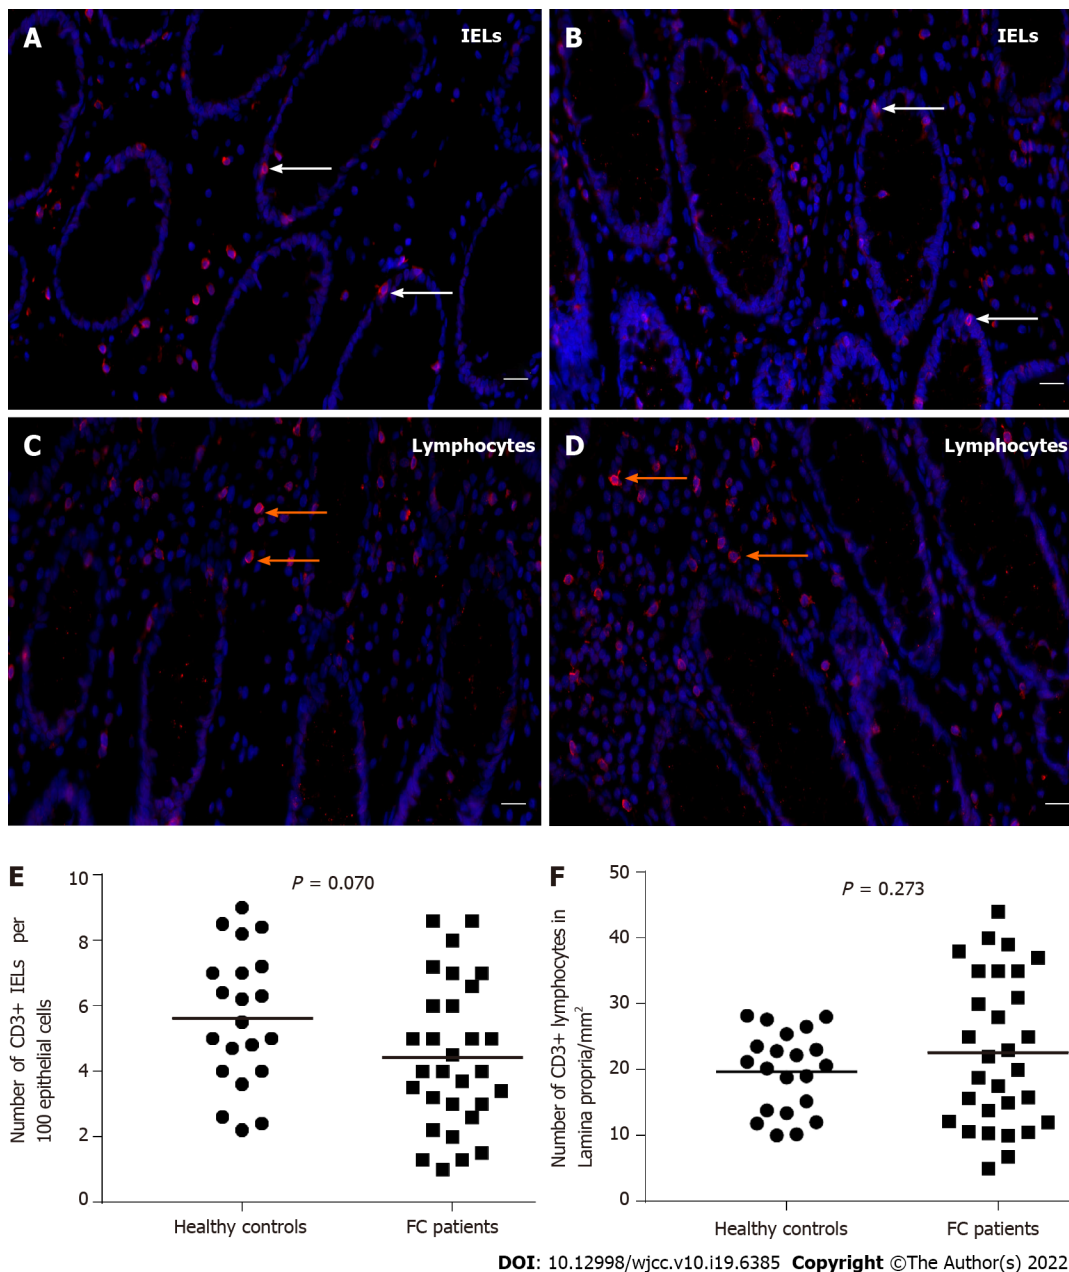 A
IELs
B
IELs
C
Lymphocytes
D
Lymphocytes
E
P = 0.070
Number of CD3+ IELs per
100 epithelial cells
10
8
6
4
2
0
Healthy controls
FC patients
F
P = 0.273
Number of CD3+ lymphocytes in
Lamina propria/mm²
50
40
30
20
10
0
Healthy controls
FC patients
DOI: 10.12998/wjcc.v10.i19.6385 Copyright ©The Author(s) 2022